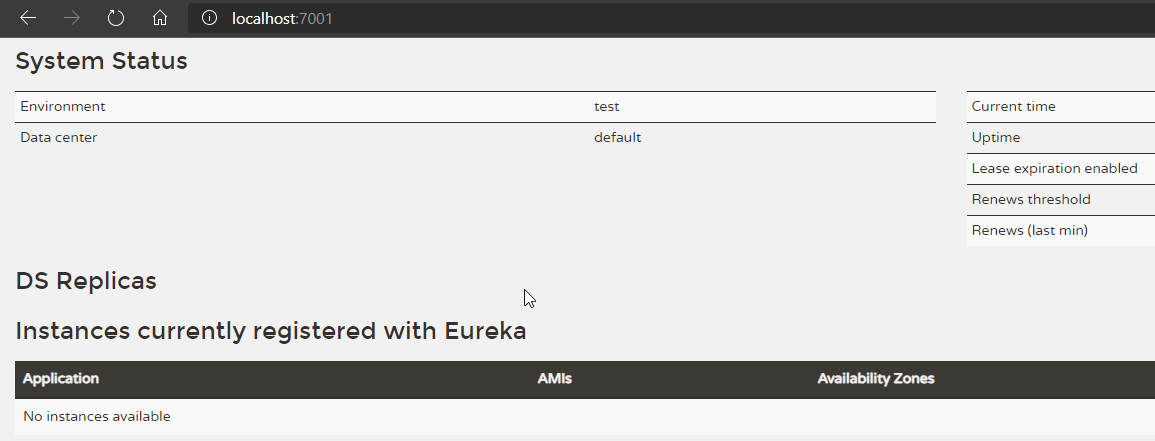 localhost:7001
System Status
Environment test
Data center default
Current time
Uptime
Lease expiration enabled
Renews threshold
Renews (last min)
DS Replicas
Instances currently registered with Eureka
Application AMIs Availability Zones
No instances available